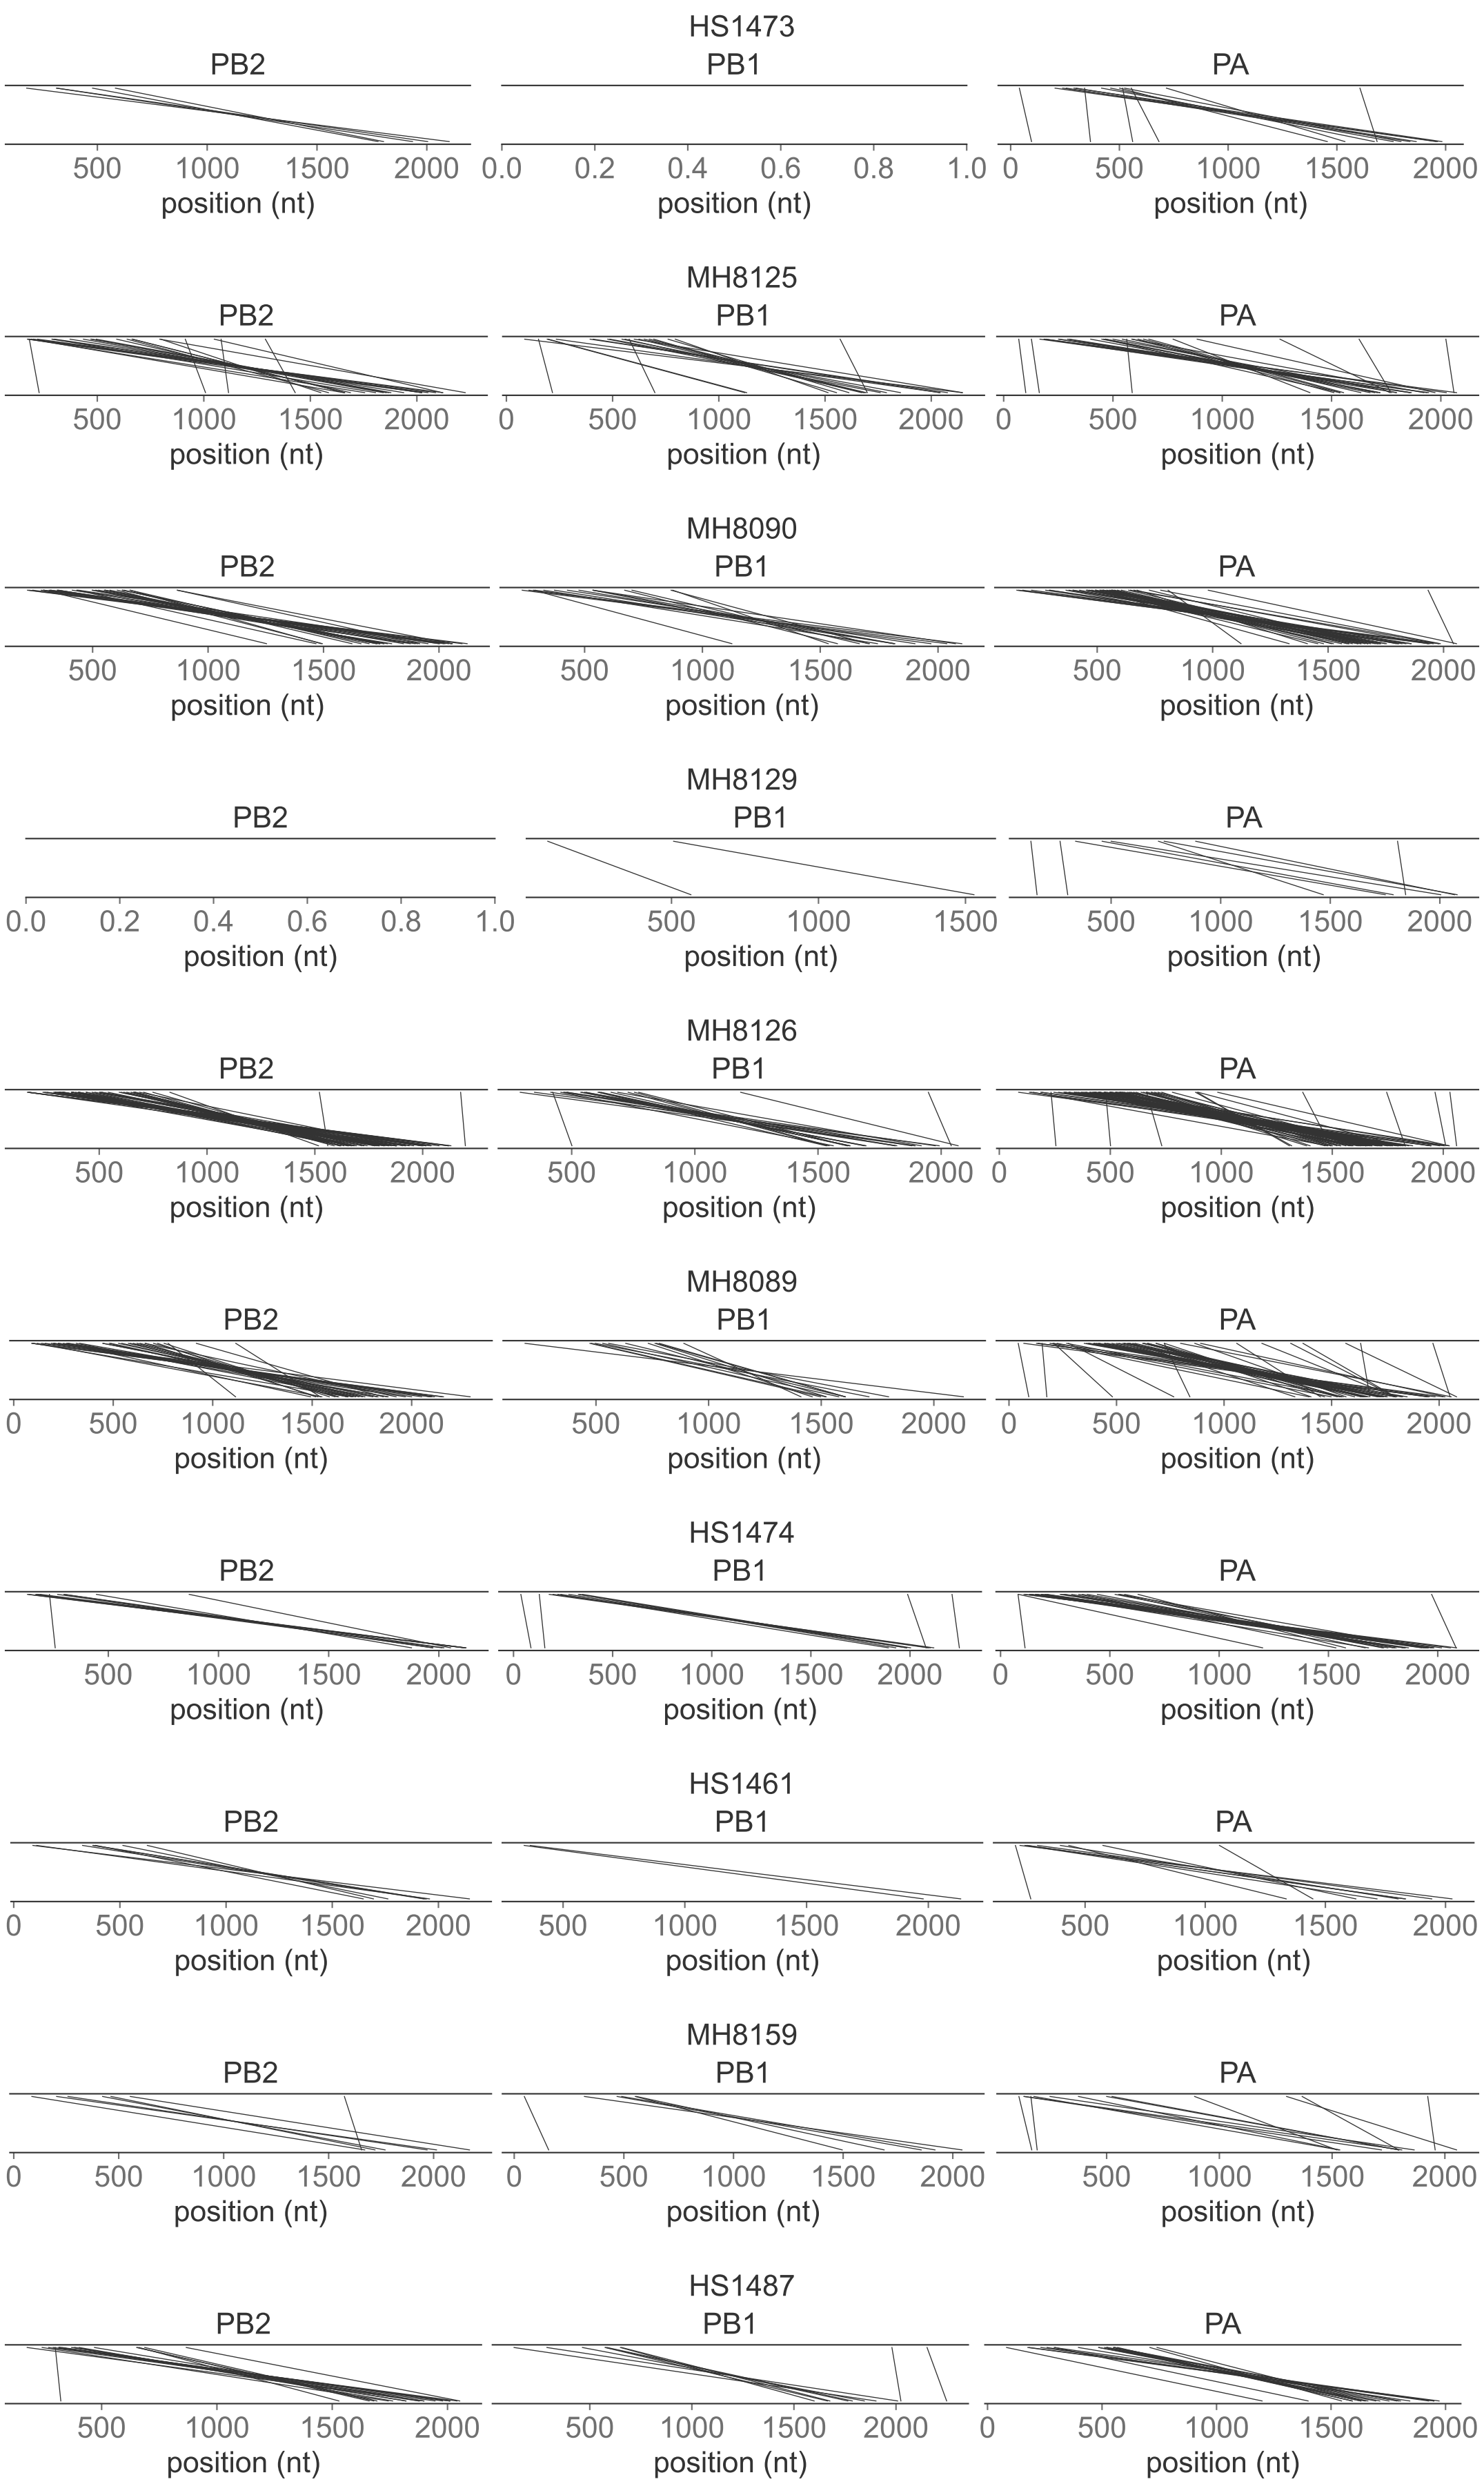 HS1473
PB2 PB1 PA
500 1000 1500 2000 0.0 0.2 0.4 0.6 0.8 1.0 0 500 1000 1500 2000
position (nt) position (nt) position (nt)
MH8125
PB2 PB1 PA
500 1000 1500 2000 0 500 1000 1500 2000 0 500 1000 1500 2000
position (nt) position (nt) position (nt)
MH8090
PB2 PB1 PA
500 1000 1500 2000 500 1000 1500 2000 500 1000 1500 2000
position (nt) position (nt) position (nt)
MH8129
PB2 PB1 PA
0.0 0.2 0.4 0.6 0.8 1.0 500 1000 1500 500 1000 1500 2000
position (nt) position (nt) position (nt)
MH8126
PB2 PB1 PA
500 1000 1500 2000 500 1000 1500 2000 0 500 1000 1500 2000
position (nt) position (nt) position (nt)
MH8089
PB2 PB1 PA
0 500 1000 1500 2000 500 1000 1500 2000 0 500 1000 1500 2000
position (nt) position (nt) position (nt)
HS1474
PB2 PB1 PA
500 1000 1500 2000 0 500 1000 1500 2000 0 500 1000 1500 2000
position (nt) position (nt) position (nt)
HS1461
PB2 PB1 PA
0 500 1000 1500 2000 500 1000 1500 2000 500 1000 1500 2000
position (nt) position (nt) position (nt)
MH8159
PB2 PB1 PA
0 500 1000 1500 2000 0 500 1000 1500 2000 500 1000 1500 2000
position (nt) position (nt) position (nt)
HS1487
PB2 PB1 PA
500 1000 1500 2000 500 1000 1500 2000 0 500 1000 1500 2000
position (nt) position (nt) position (nt)